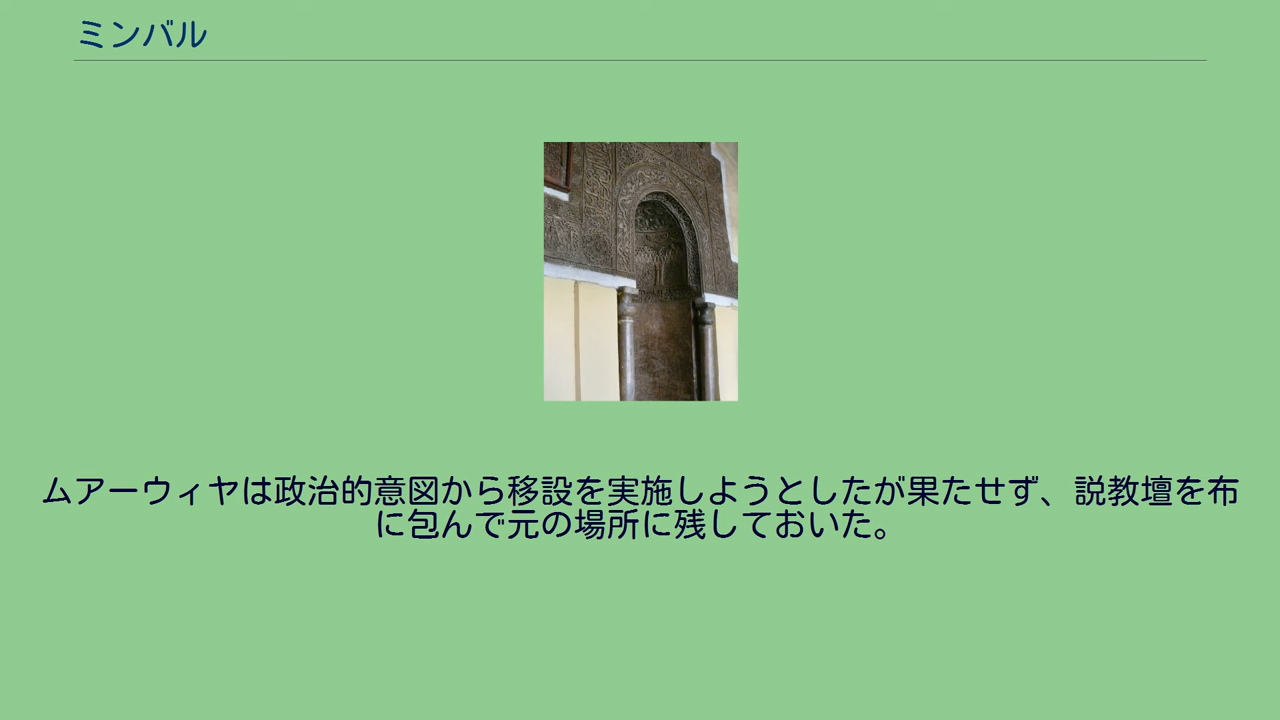 ミンバル
ムアーウィヤは政治的意図から移設を実施しようとしたが果たせず、説教壇を布
に包んで元の場所に残しておいた。